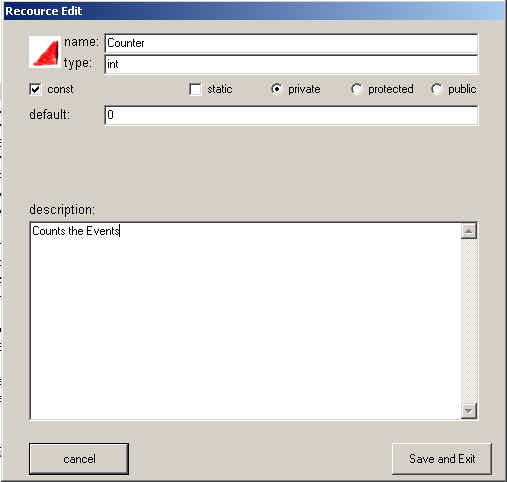 Recource Edit
name: Counter
type: int
const static private protected public
default: 0
description:
Counts the Events
cancel Save and Exit